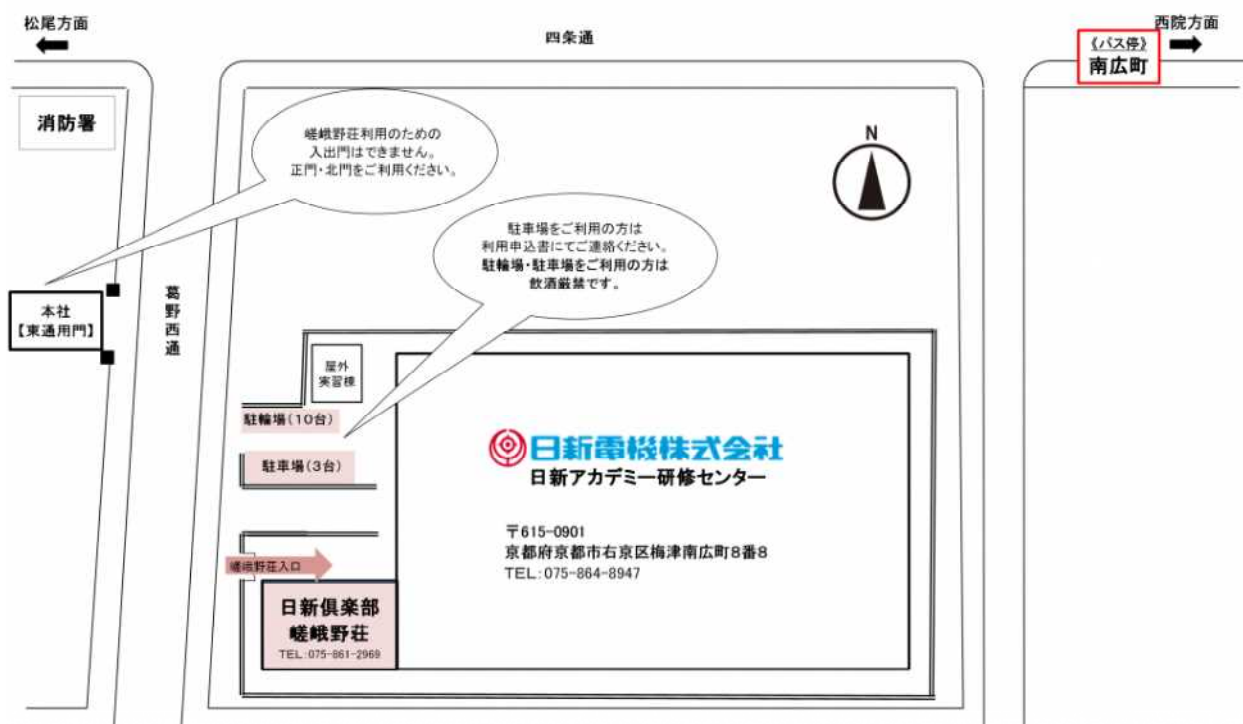 松尾方面
四条通
西院方面
《バス停》
南広町
消防署
嵯峨野荘利用のための
入出門はできません。
正門・北門をご利用ください。
N
駐車場をご利用の方は
利用申込書にてご連絡ください。
駐輪場・駐車場をご利用の方は
飲酒厳禁です。
本社
【東通用門】
葛野西通
屋外
実習棟
駐輪場(10台)
駐車場(3台)
日新電機株式会社
日新アカデミー研修センター
〒615-0901
京都府京都市右京区梅津南広町8番8
TEL:075-864-8947
嵯峨野荘入口
日新倶楽部
嵯峨野荘
TEL:075-861-2969